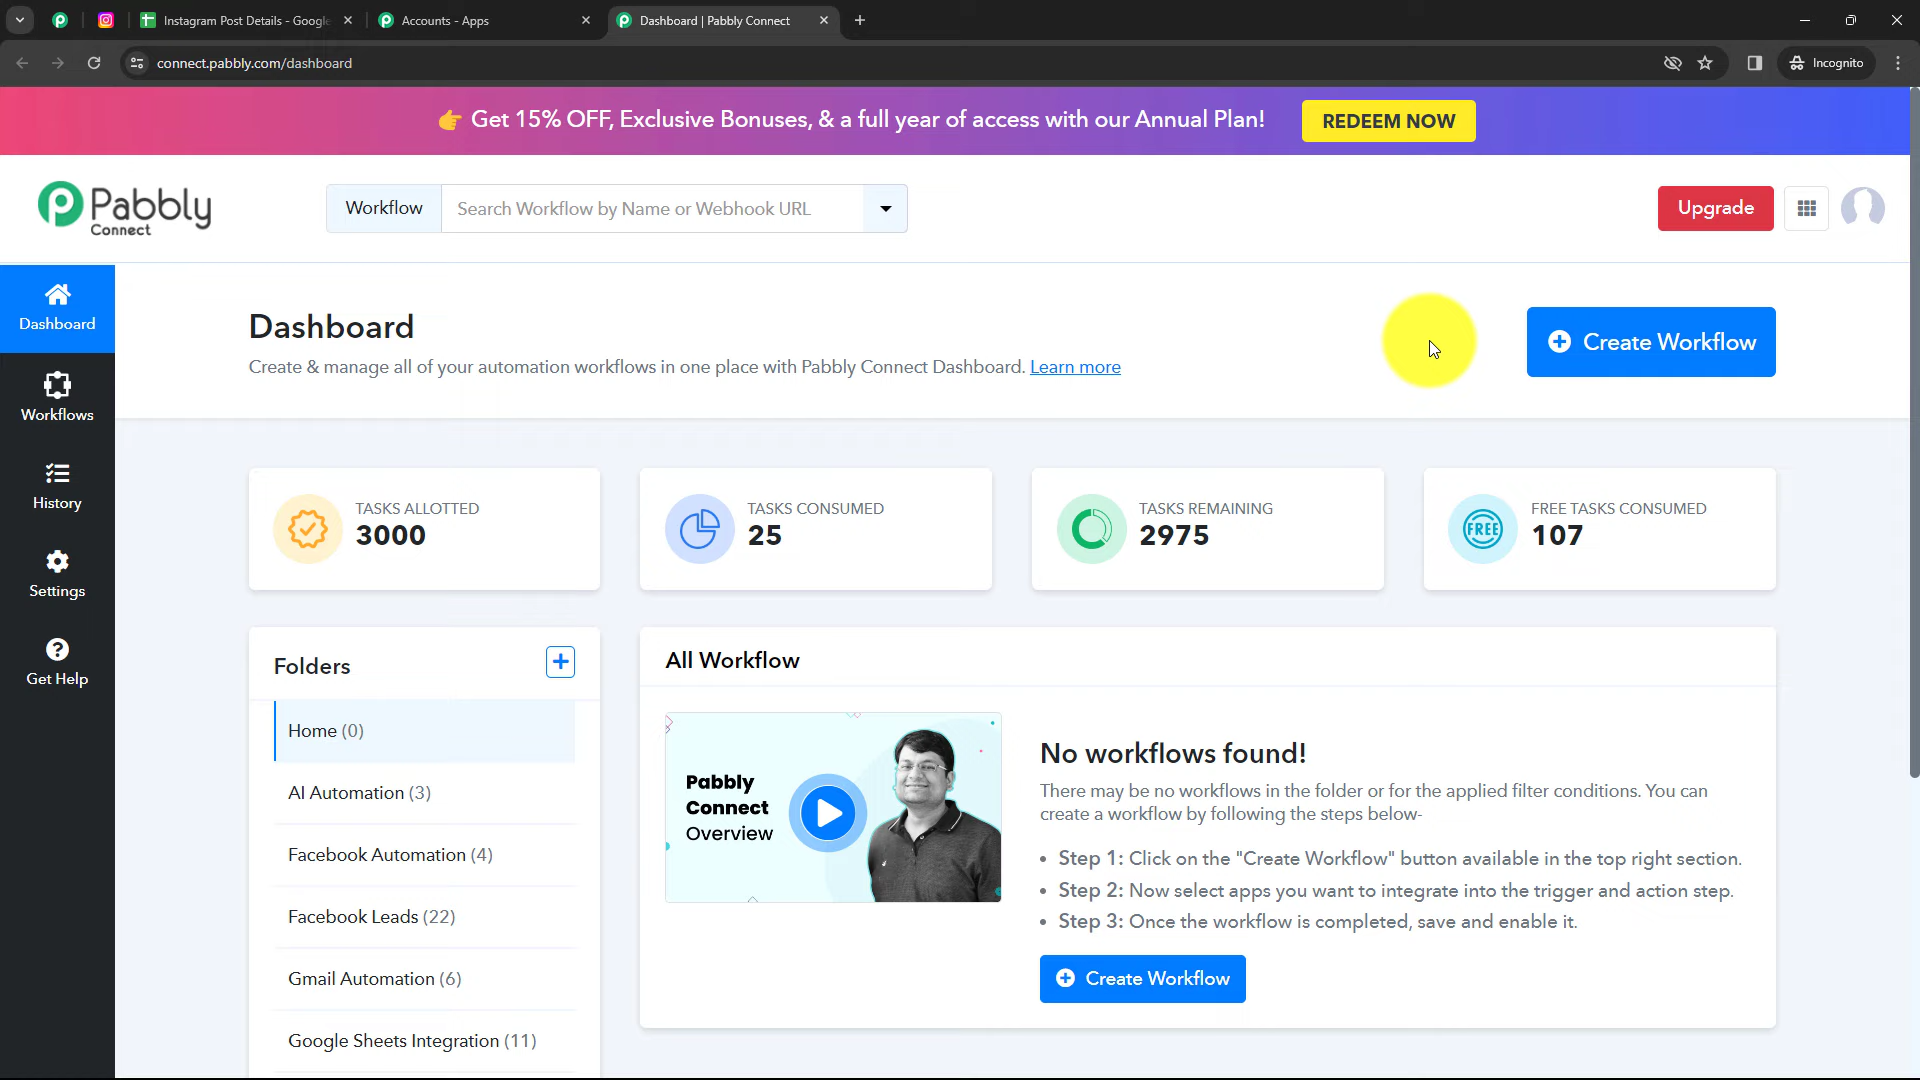 Instagram Post Details - Google
Accounts - Apps
Dashboard | Pabbly Connect
connect.pabbly.com/dashboard
Incognito
👉 Get 15% OFF, Exclusive Bonuses, & a full year of access with our Annual Plan!
REDEEM NOW
Pabbly
Connect
Workflow
Search Workflow by Name or Webhook URL
Upgrade
Dashboard
Workflows
History
Settings
Get Help
Dashboard
Create & manage all of your automation workflows in one place with Pabbly Connect Dashboard. Learn more
Create Workflow
TASKS ALLOTTED
3000
TASKS CONSUMED
25
TASKS REMAINING
2975
FREE
FREE TASKS CONSUMED
107
Folders
Home (0)
AI Automation (3)
Facebook Automation (4)
Facebook Leads (22)
Gmail Automation (6)
Google Sheets Integration (11)
All Workflow
Pabbly
Connect
Overview
No workflows found!
There may be no workflows in the folder or for the applied filter conditions. You can
create a workflow by following the steps below-
• Step 1: Click on the "Create Workflow" button available in the top right section.
• Step 2: Now select apps you want to integrate into the trigger and action step.
• Step 3: Once the workflow is completed, save and enable it.
Create Workflow